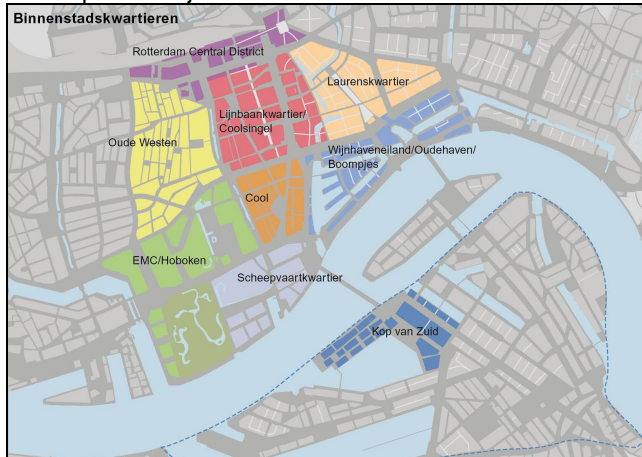 Binnenstadskwartieren
Rotterdam Central District
Laurenskwartier
Lijnbaankwartier/
Coolsingel
Oude Westen
Wijnhaveneiland/Oudehaven/
Boompjes
Cool
EMC/Hoboken
Scheepvaartkwartier
Kop van Zuid